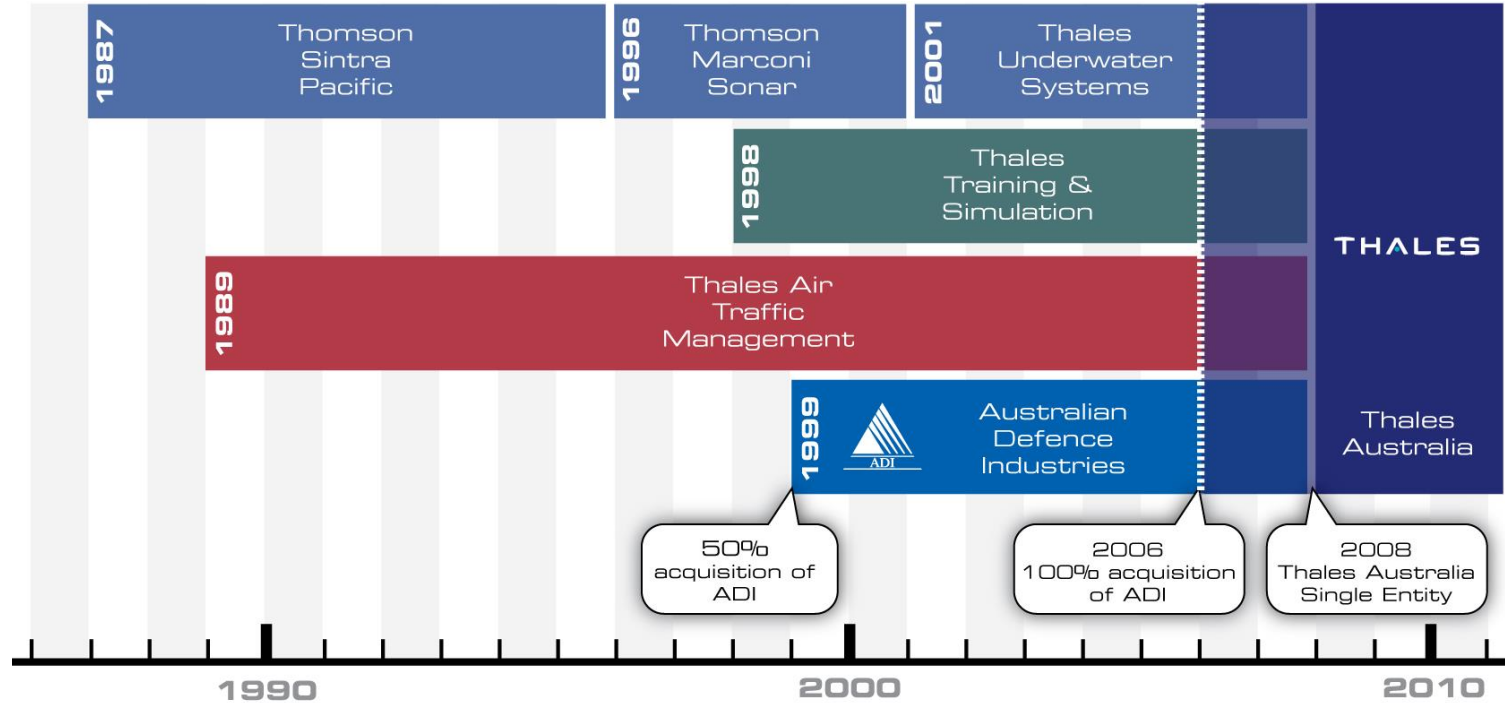 1987
Thomson
Sintra
Pacific
1996
Thomson
Marconi
Sonar
2001
Thales
Underwater
Systems
1998
Thales
Training &
Simulation
THALES
1989
Thales Air
Traffic
Management
1999
ADI
Australian
Defence
Industries
Thales
Australia
50%
acquisition of
ADI
2006
100% acquisition
of ADI
2008
Thales Australia
Single Entity
1990
2000
2010